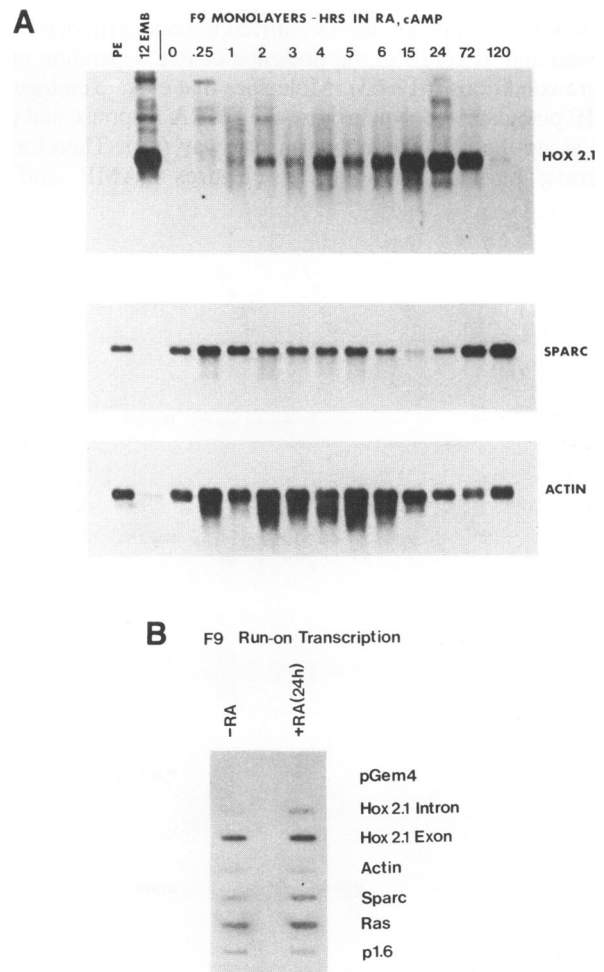 A
F9 MONOLAYERS - HRS IN RA, cAMP
PE 12 EMB 0 .25 1 2 3 4 5 6 15 24 72 120
HOX 2.1
SPARC
ACTIN
B F9 Run-on Transcription
-RA +RA(24h)
pGem4
Hox 2.1 Intron
Hox 2.1 Exon
Actin
Sparc
Ras
p1.6